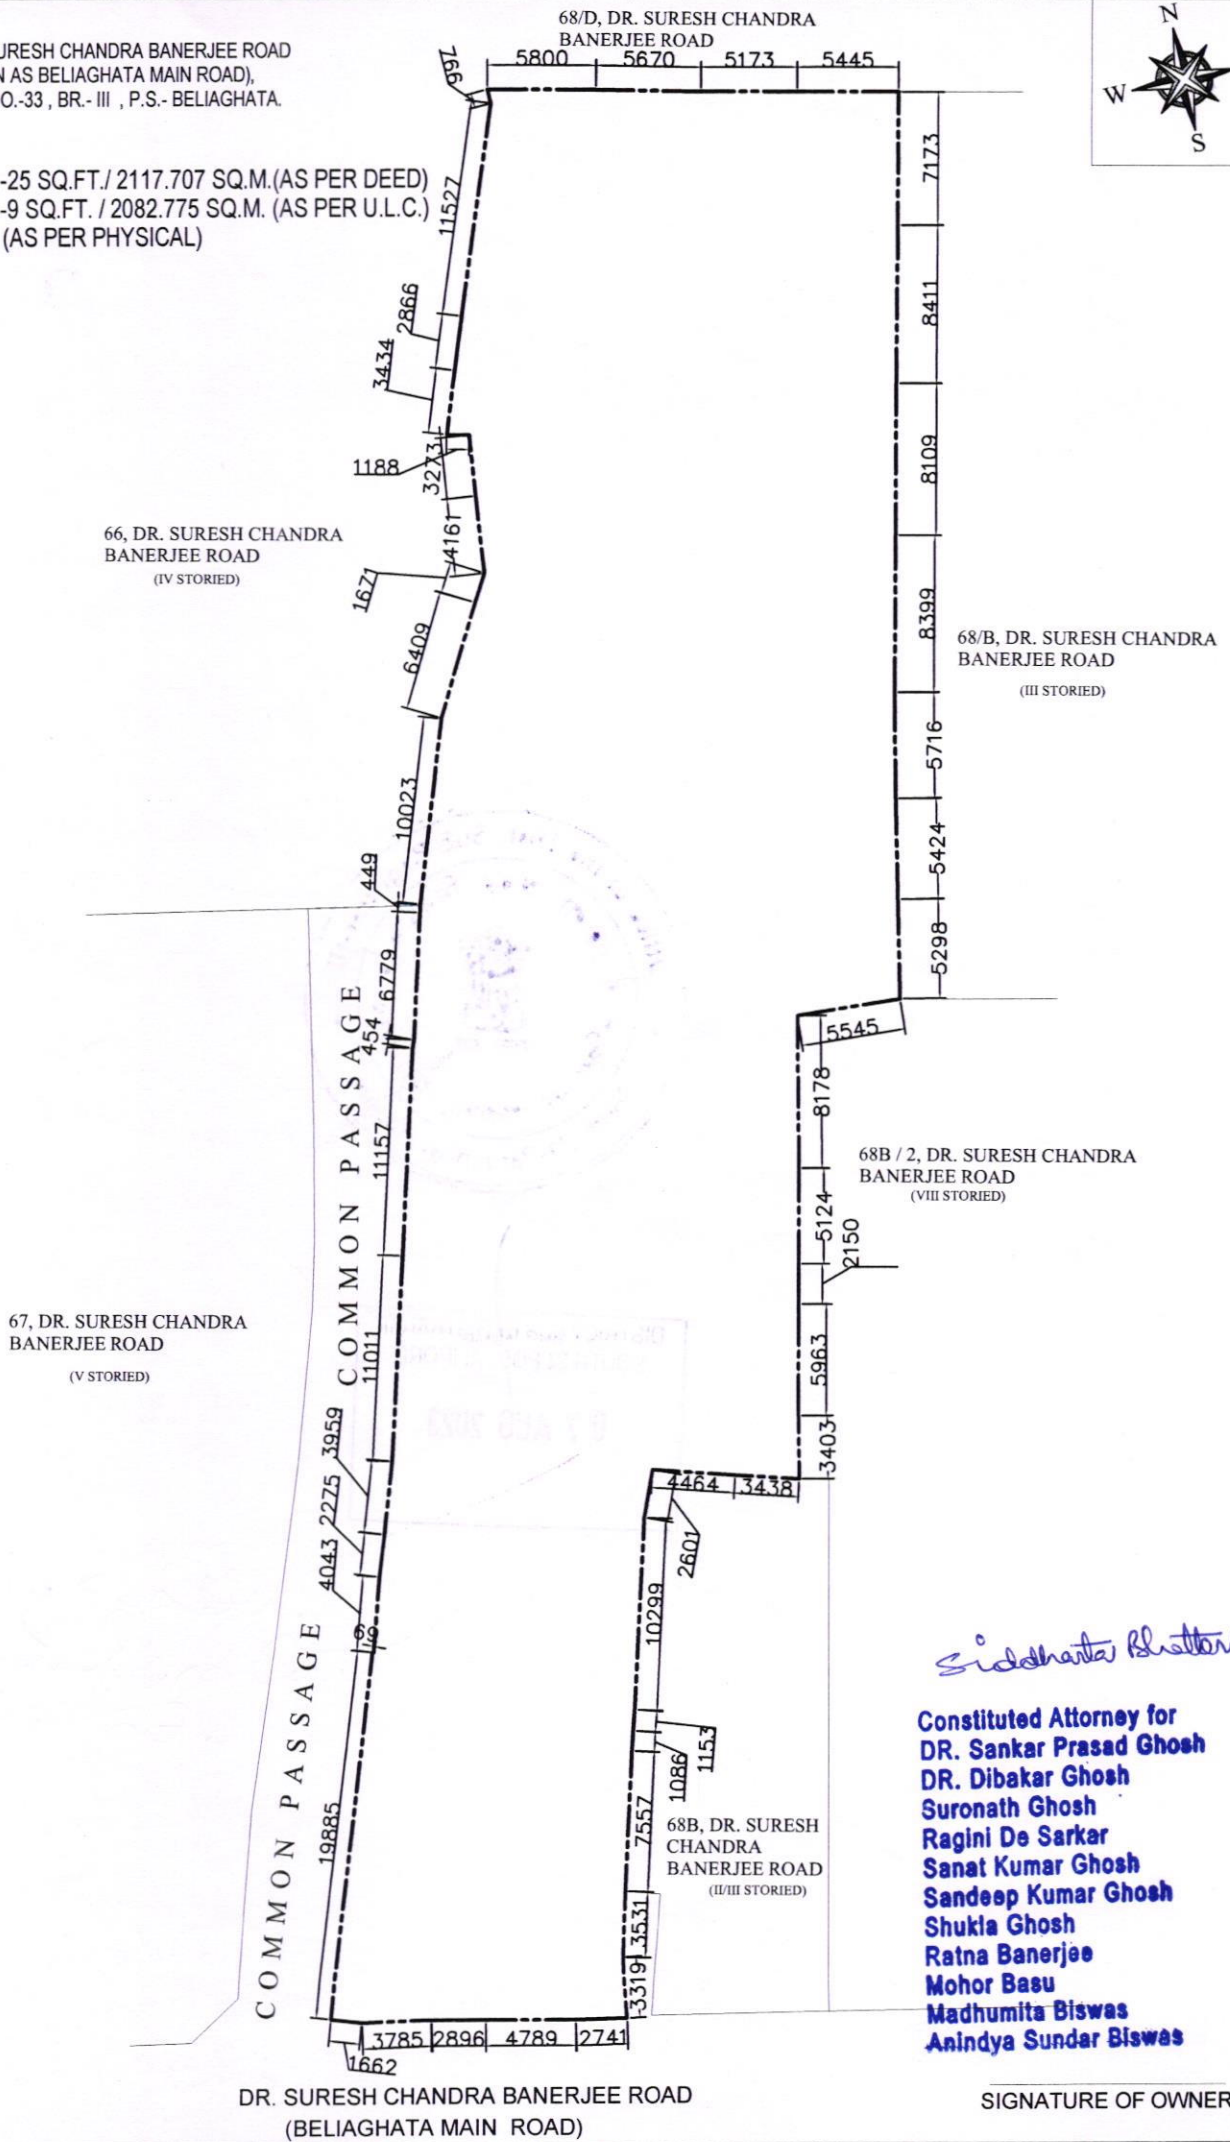 68/D, DR. SURESH CHANDRA
BANERJEE ROAD
URESH CHANDRA BANERJEE ROAD
N AS BELIAGHATA MAIN ROAD),
O.-33 , BR.- III , P.S.- BELIAGHATA.
-25 SQ.FT./ 2117.707 SQ.M.(AS PER DEED)
-9 SQ.FT. / 2082.775 SQ.M. (AS PER U.L.C.)
(AS PER PHYSICAL)
N
W
S
766
5800 5670 5173 5445
11527
7173
2866
8411
3434
3273
1188
8109
66, DR. SURESH CHANDRA
BANERJEE ROAD
(IV STORIED)
4161
1671
6409
8399
68/B, DR. SURESH CHANDRA
BANERJEE ROAD
(III STORIED)
5716
10023
5424
449
5298
6779
454
5545
COMMON PASSAGE
8178
11157
68B / 2, DR. SURESH CHANDRA
BANERJEE ROAD
(VIII STORIED)
5124
2150
67, DR. SURESH CHANDRA
BANERJEE ROAD
(V STORIED)
11011
5963
3403
3959
4464 3438
2275
2601
4043
10299
COMMON PASSAGE
1153
1086
19885
7557
68B, DR. SURESH
CHANDRA
BANERJEE ROAD
(II/III STORIED)
3531
3319
3785 2896 4789 2741
1662
DR. SURESH CHANDRA BANERJEE ROAD
(BELIAGHATA MAIN ROAD)
Siddharta
Constituted Attorney for
DR. Sankar Prasad Ghosh
DR. Dibakar Ghosh
Suronath Ghosh
Ragini De Sarkar
Sanat Kumar Ghosh
Sandeep Kumar Ghosh
Shukla Ghosh
Ratna Banerjee
Mohor Basu
Madhumita Biswas
Anindya Sundar Biswas
SIGNATURE OF OWNER